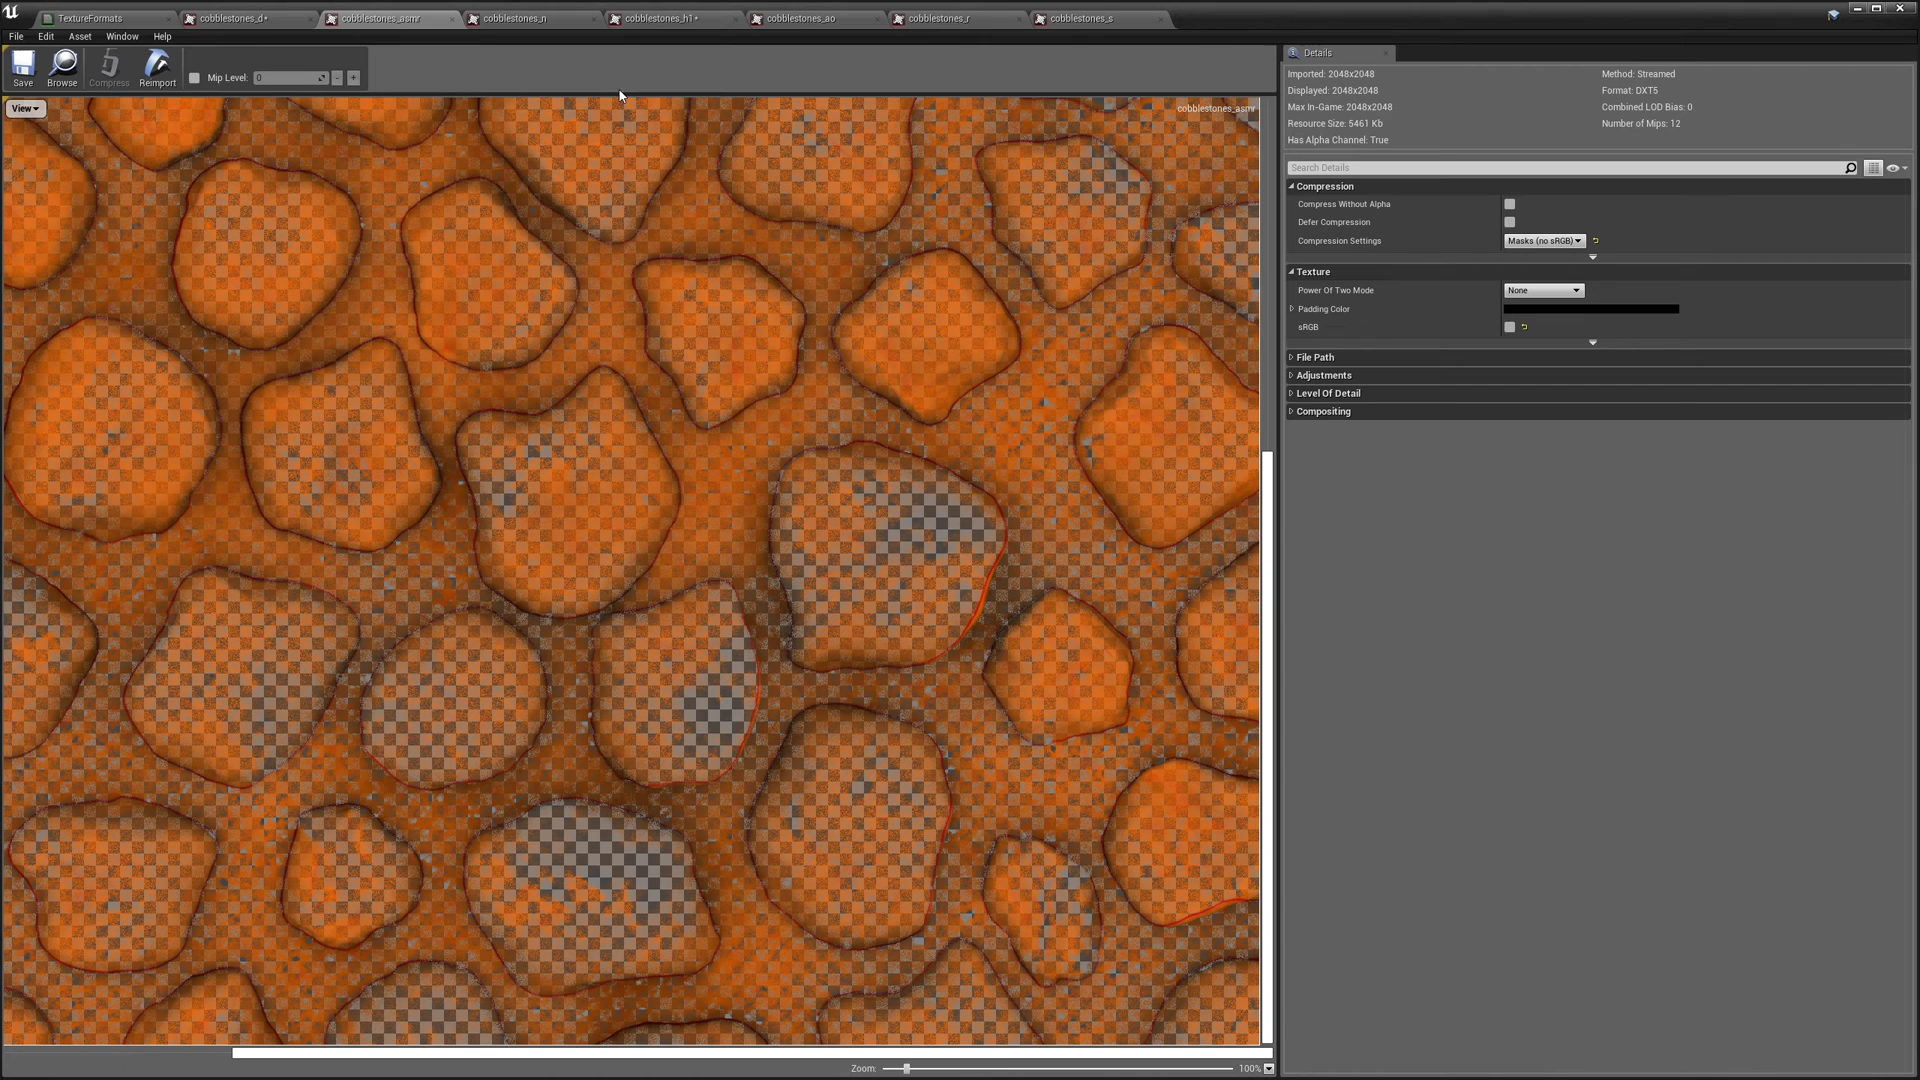 TextureFormats
cobblestones_d*
cobblestones_asmr
cobblestones_n
cobblestones_h1*
cobblestones_ao
cobblestones_r
cobblestones_s
File Edit Asset Window Help
Save Browse Compress Reimport
Mip Level: 0 - +
View
cobblestones_asmr
Zoom: 100%
Details
Imported: 2048x2048
Displayed: 2048x2048
Max In-Game: 2048x2048
Resource Size: 5461 Kb
Has Alpha Channel: True
Method: Streamed
Format: DXT5
Combined LOD Bias: 0
Number of Mips: 12
Search Details
Compression
Compress Without Alpha
Defer Compression
Compression Settings Masks (no sRGB)
Texture
Power Of Two Mode None
Padding Color
sRGB
File Path
Adjustments
Level Of Detail
Compositing